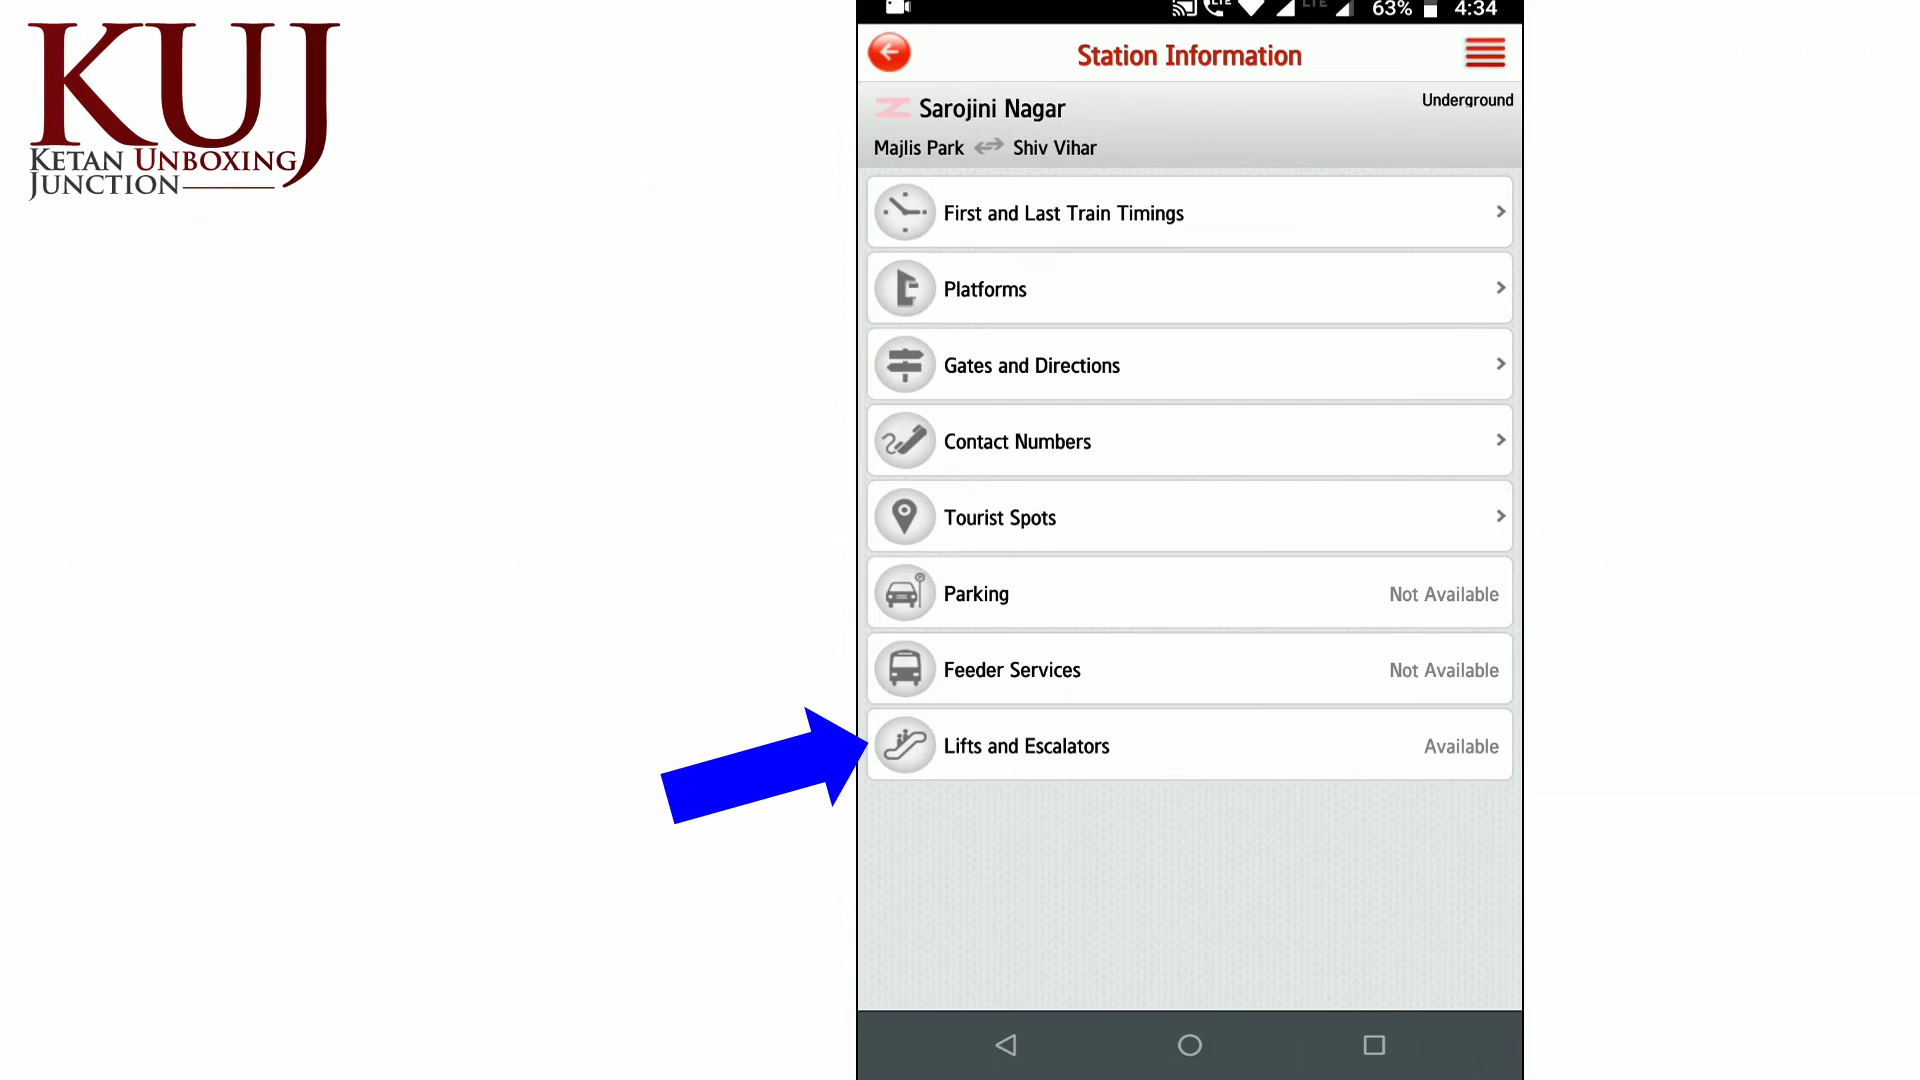 KUJ
KETAN UNBOXING
JUNCTION
LTE LTE 63% 4:34
Station Information
Sarojini Nagar
Underground
Majlis Park Shiv Vihar
First and Last Train Timings
Platforms
Gates and Directions
Contact Numbers
Tourist Spots
Parking Not Available
Feeder Services Not Available
Lifts and Escalators Available